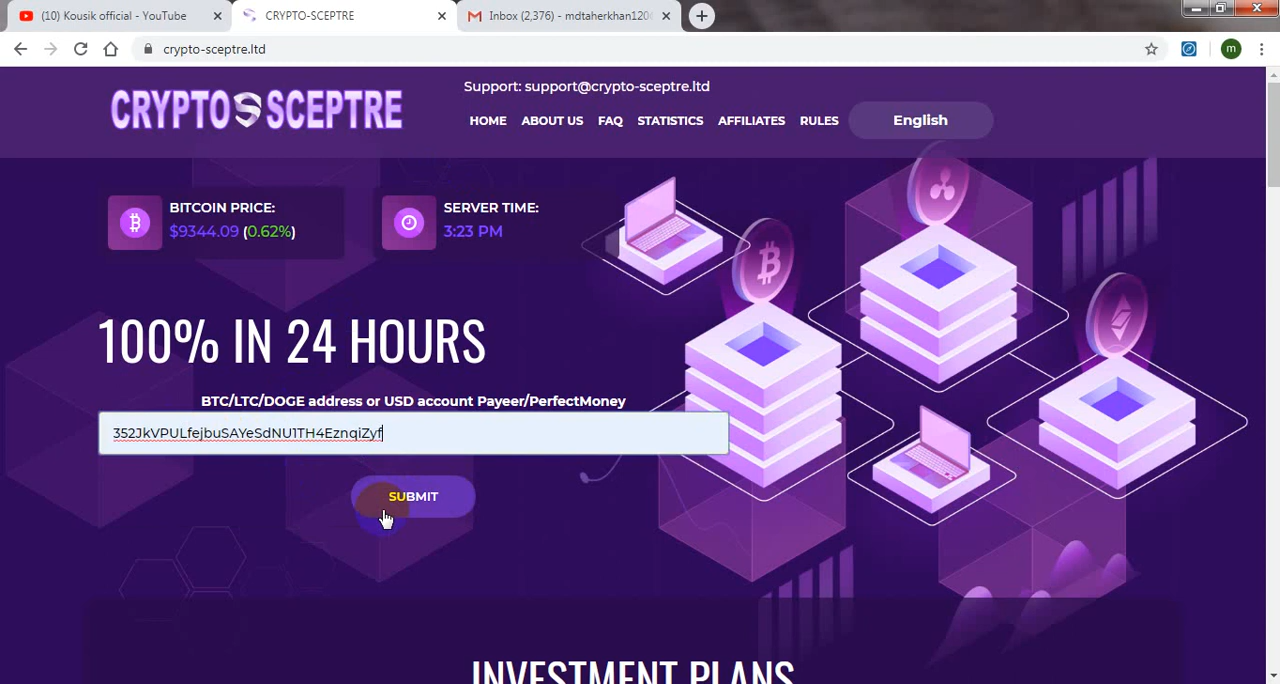 (10) Kousik official - YouTube
CRYPTO-SCEPTRE
Inbox (2,376) - mdtaherkhan120
crypto-sceptre.ltd
m
CRYPTO SCEPTRE
Support: support@crypto-sceptre.ltd
HOME ABOUT US FAQ STATISTICS AFFILIATES RULES English
BITCOIN PRICE:
$9344.09 (0.62%)
SERVER TIME:
3:23 PM
100% IN 24 HOURS
BTC/LTC/DOGE address or USD account Payeer/PerfectMoney
352JkVPULfejbuSAYeSdNU1TH4EznqiZyf
SUBMIT
INVESTMENT PLANS